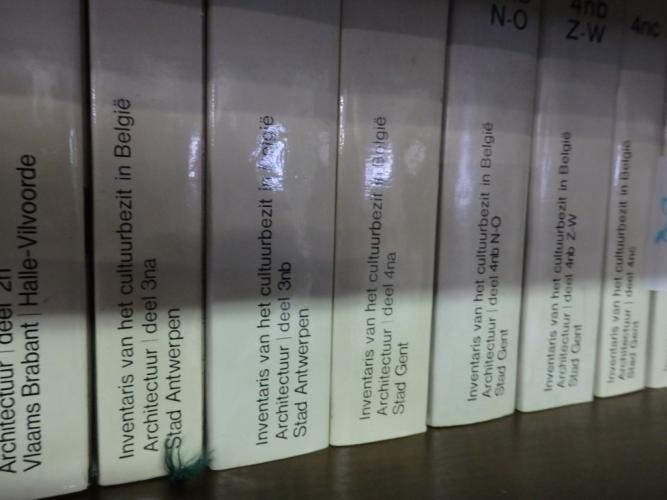 Architectuur | deel 2n
Vlaams Brabant | Halle-Vilvoorde
Inventaris van het cultuurbezit in België
Architectuur | deel 3na
Stad Antwerpen
Inventaris van het cultuurbezit in België
Architectuur | deel 3nb
Stad Antwerpen
Inventaris van het cultuurbezit in België
Architectuur | deel 4na
Stad Gent
N-O
Inventaris van het cultuurbezit in België
Architectuur | deel 4nb N-O
Stad Gent
4nb
Z-W
Inventaris van het cultuurbezit in België
Architectuur | deel 4nb Z-W
Stad Gent
4nc
Inventaris van het cultuurbezit in België
Architectuur | deel 4nc
Stad Gent